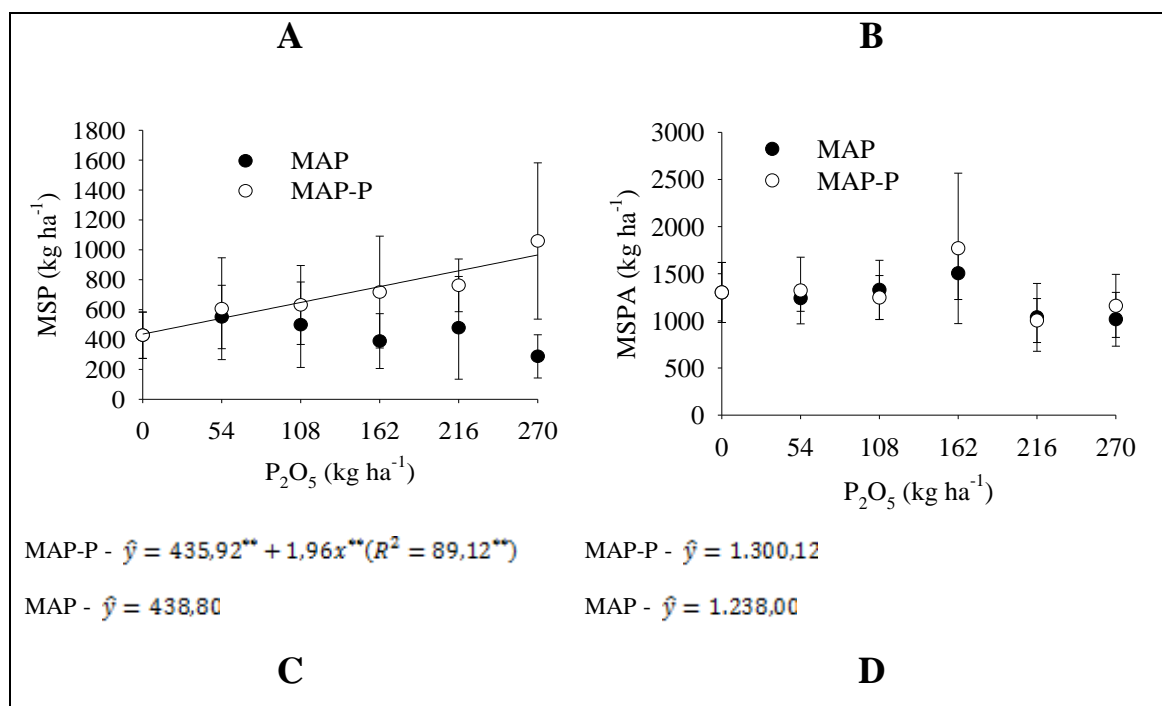 A
B
1800
1600
1400
1200
1000
800
600
400
200
0
MSP (kg ha⁻¹)
MAP
MAP-P
0 54 108 162 216 270
P₂O₅ (kg ha⁻¹)
3000
2500
2000
1500
1000
500
0
MSPA (kg ha⁻¹)
MAP
MAP-P
0 54 108 162 216 270
P₂O₅ (kg ha⁻¹)
MAP-P - ŷ = 435,92** + 1,96x**(R² = 89,12**)
MAP-P - ŷ = 1.300,12
MAP - ŷ = 438,80
MAP - ŷ = 1.238,00
C
D